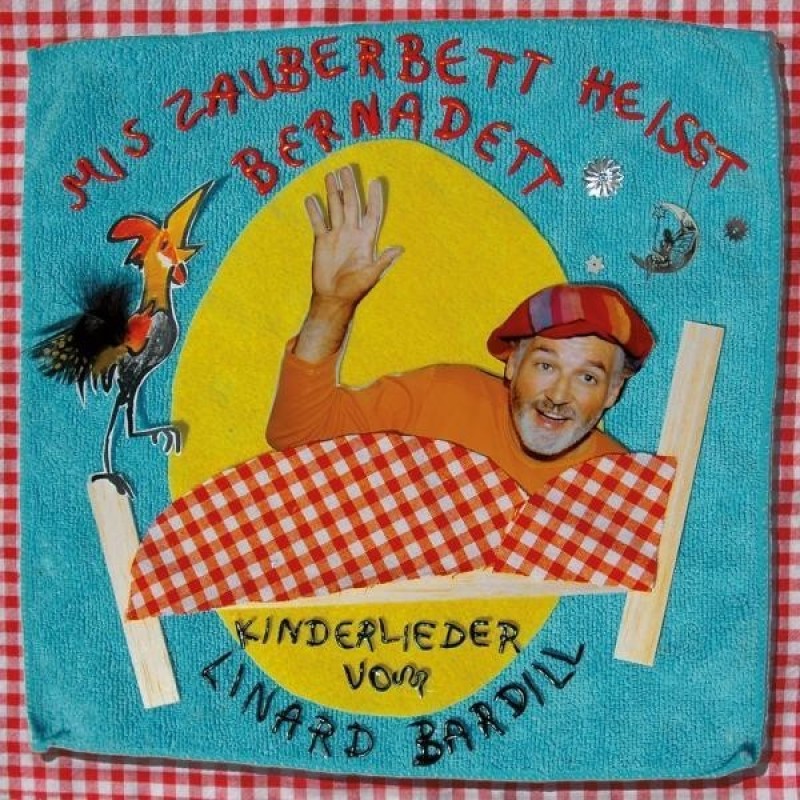 MIS ZAUBERBETT HEISST
BERNADETT
KINDERLIEDER
VOM
LINARD BARDILL